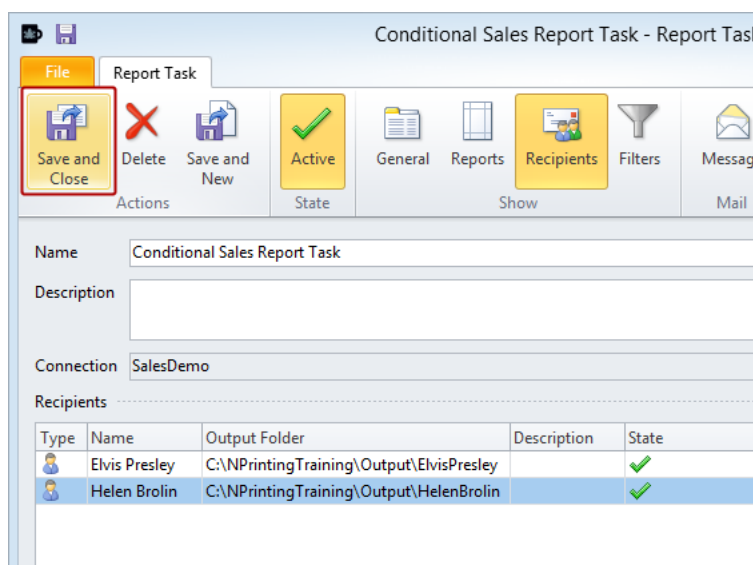 Conditional Sales Report Task - Report Tas
File
Report Task
Save and Close
Delete
Save and New
Active
General
Reports
Recipients
Filters
Messag
Actions
State
Show
Mail
Name
Conditional Sales Report Task
Description
Connection
SalesDemo
Recipients
Type Name Output Folder Description State
Elvis Presley C:\NPrintingTraining\Output\ElvisPresley
Helen Brolin C:\NPrintingTraining\Output\HelenBrolin